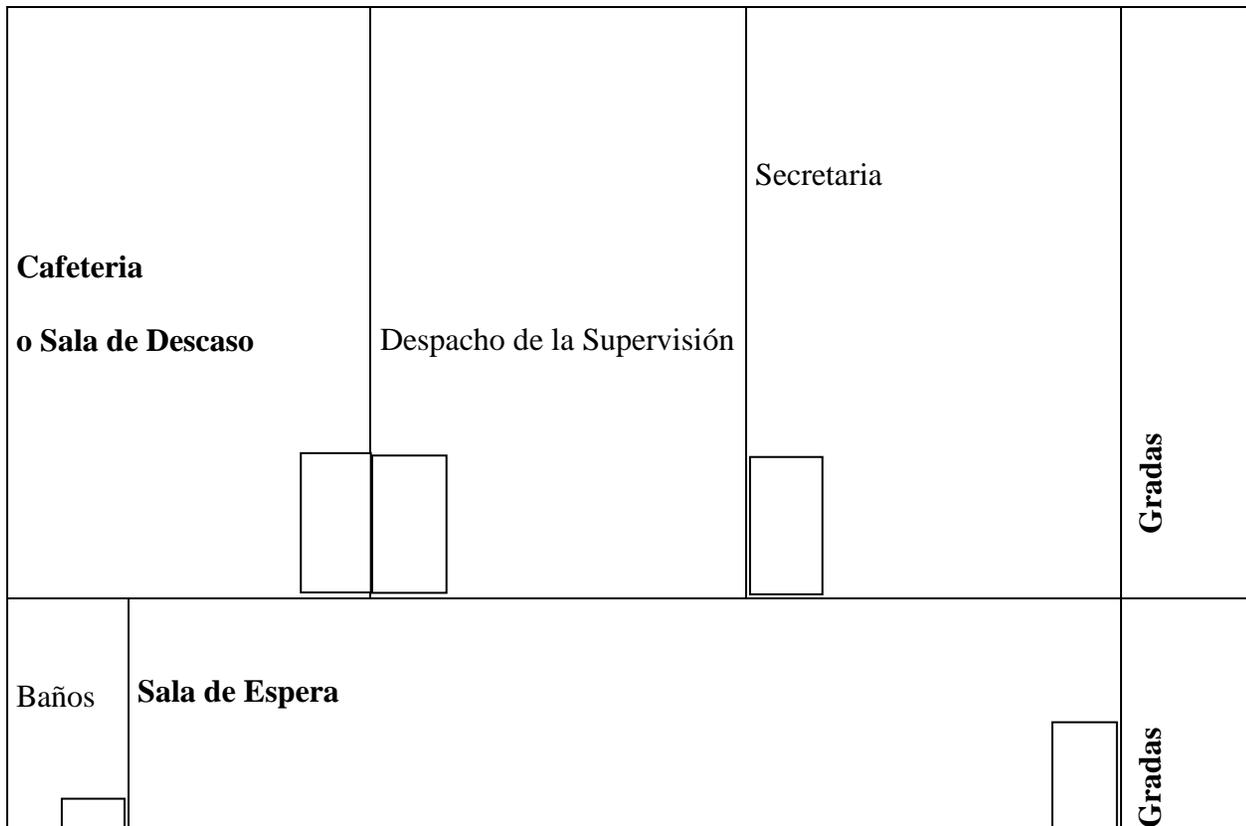 Secretaria
Cafeteria
o Sala de Descaso
Despacho de la Supervisión
Gradas
Baños
Sala de Espera
Gradas